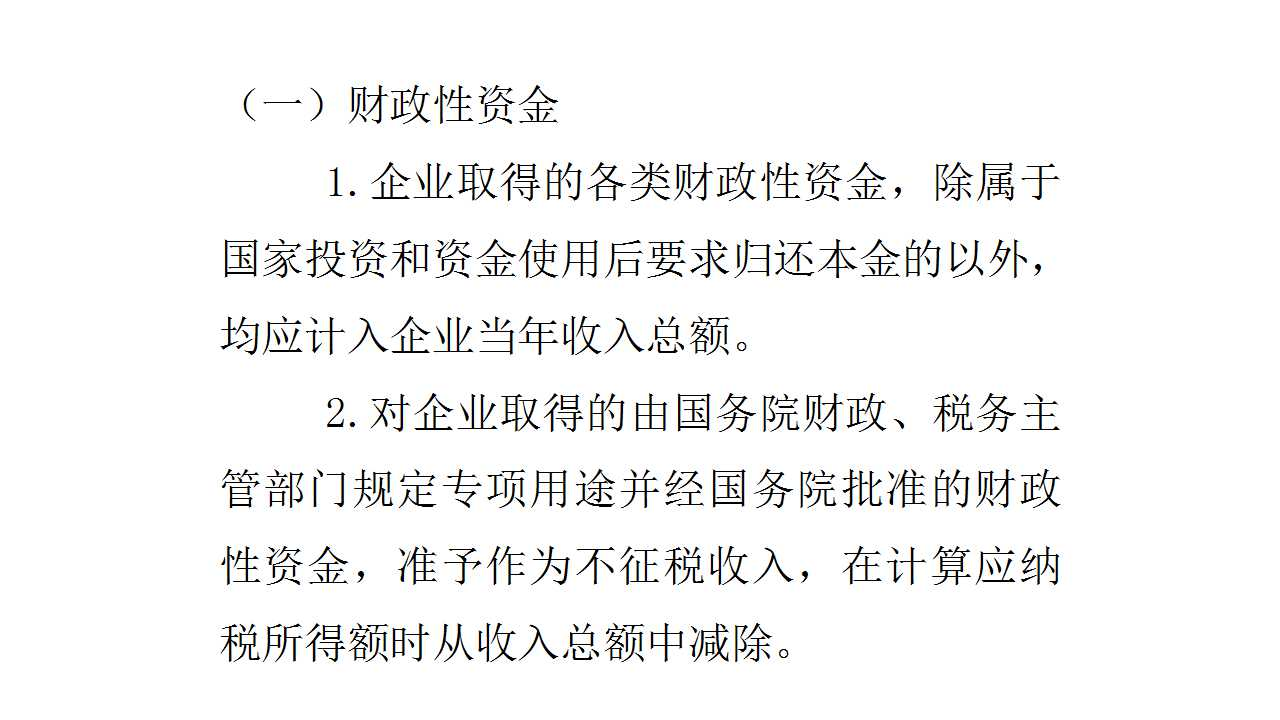 （一）财政性资金
1.企业取得的各类财政性资金，除属于
国家投资和资金使用后要求归还本金的以外，
均应计入企业当年收入总额。
2.对企业取得的由国务院财政、税务主
管部门规定专项用途并经国务院批准的财政
性资金，准予作为不征税收入，在计算应纳
税所得额时从收入总额中减除。